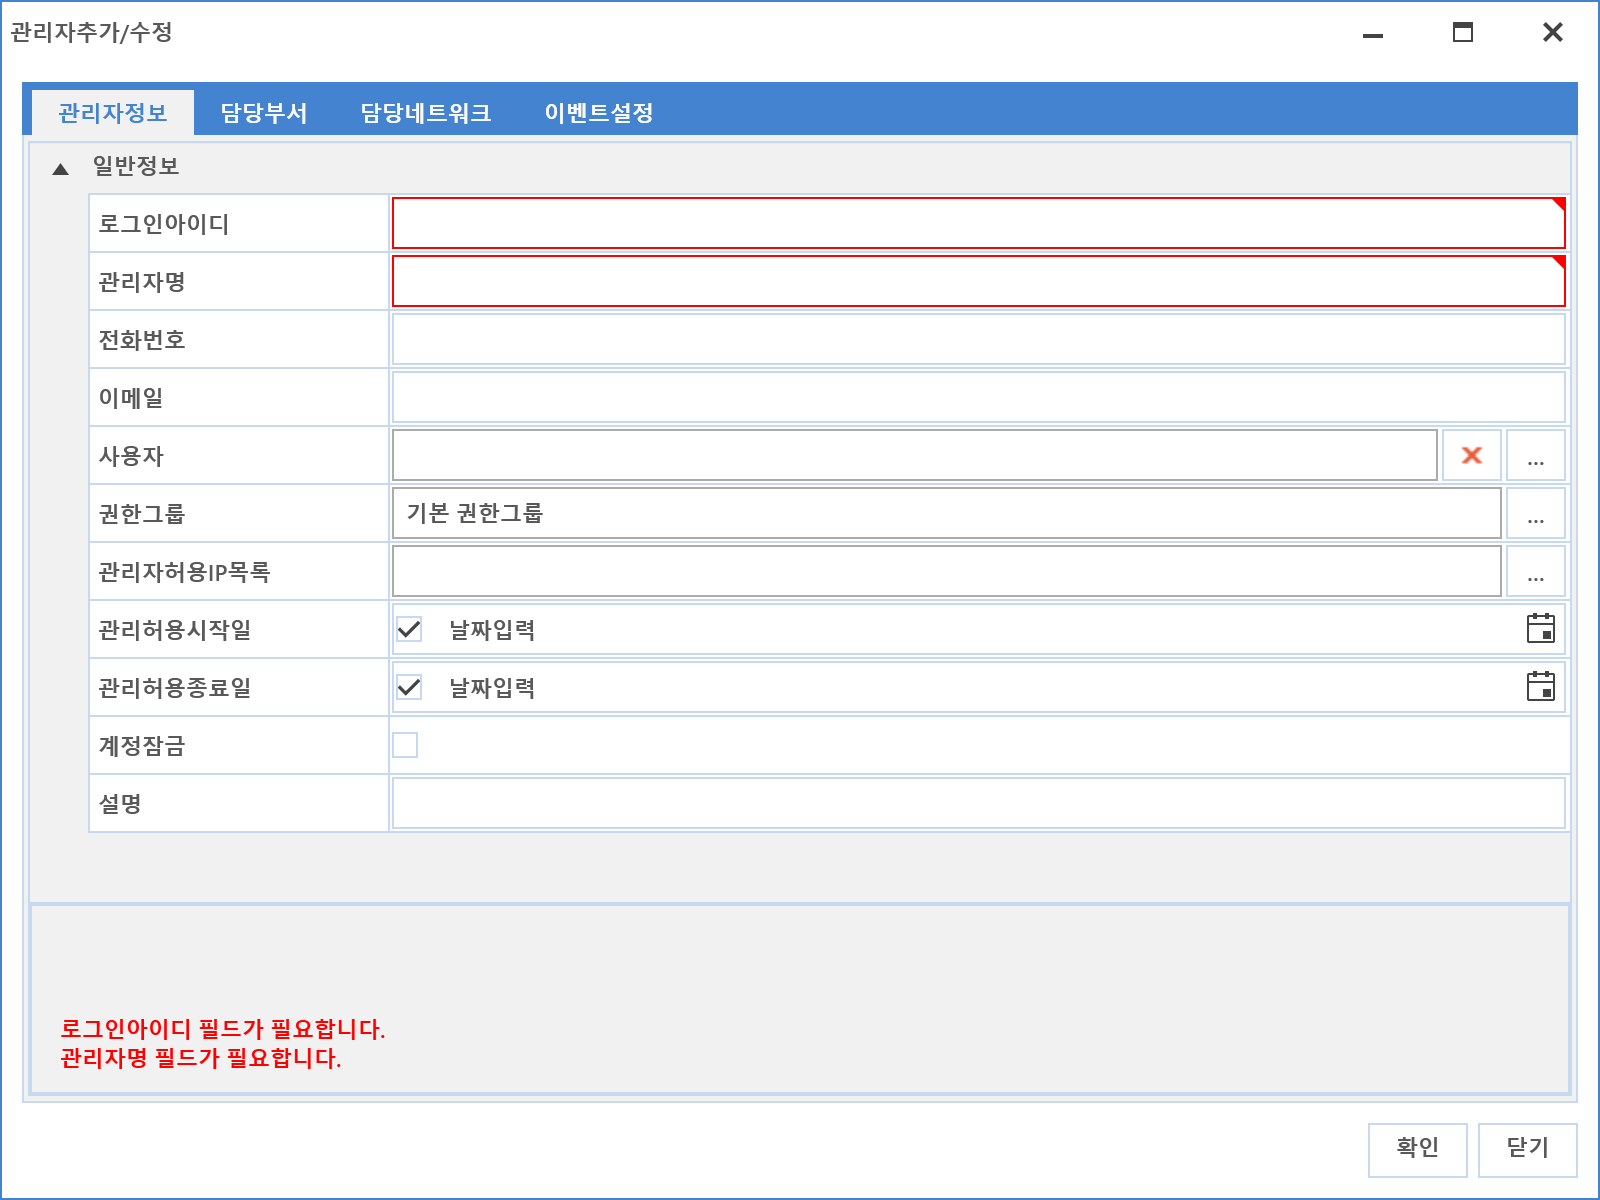 관리자추가/수정
관리자정보 담당부서 담당네트워크 이벤트설정
일반정보
로그인아이디
관리자명
전화번호
이메일
사용자 ...
권한그룹 기본 권한그룹 ...
관리자허용IP목록 ...
관리허용시작일 날짜입력
관리허용종료일 날짜입력
계정잠금
설명
로그인아이디 필드가 필요합니다.
관리자명 필드가 필요합니다.
확인 닫기